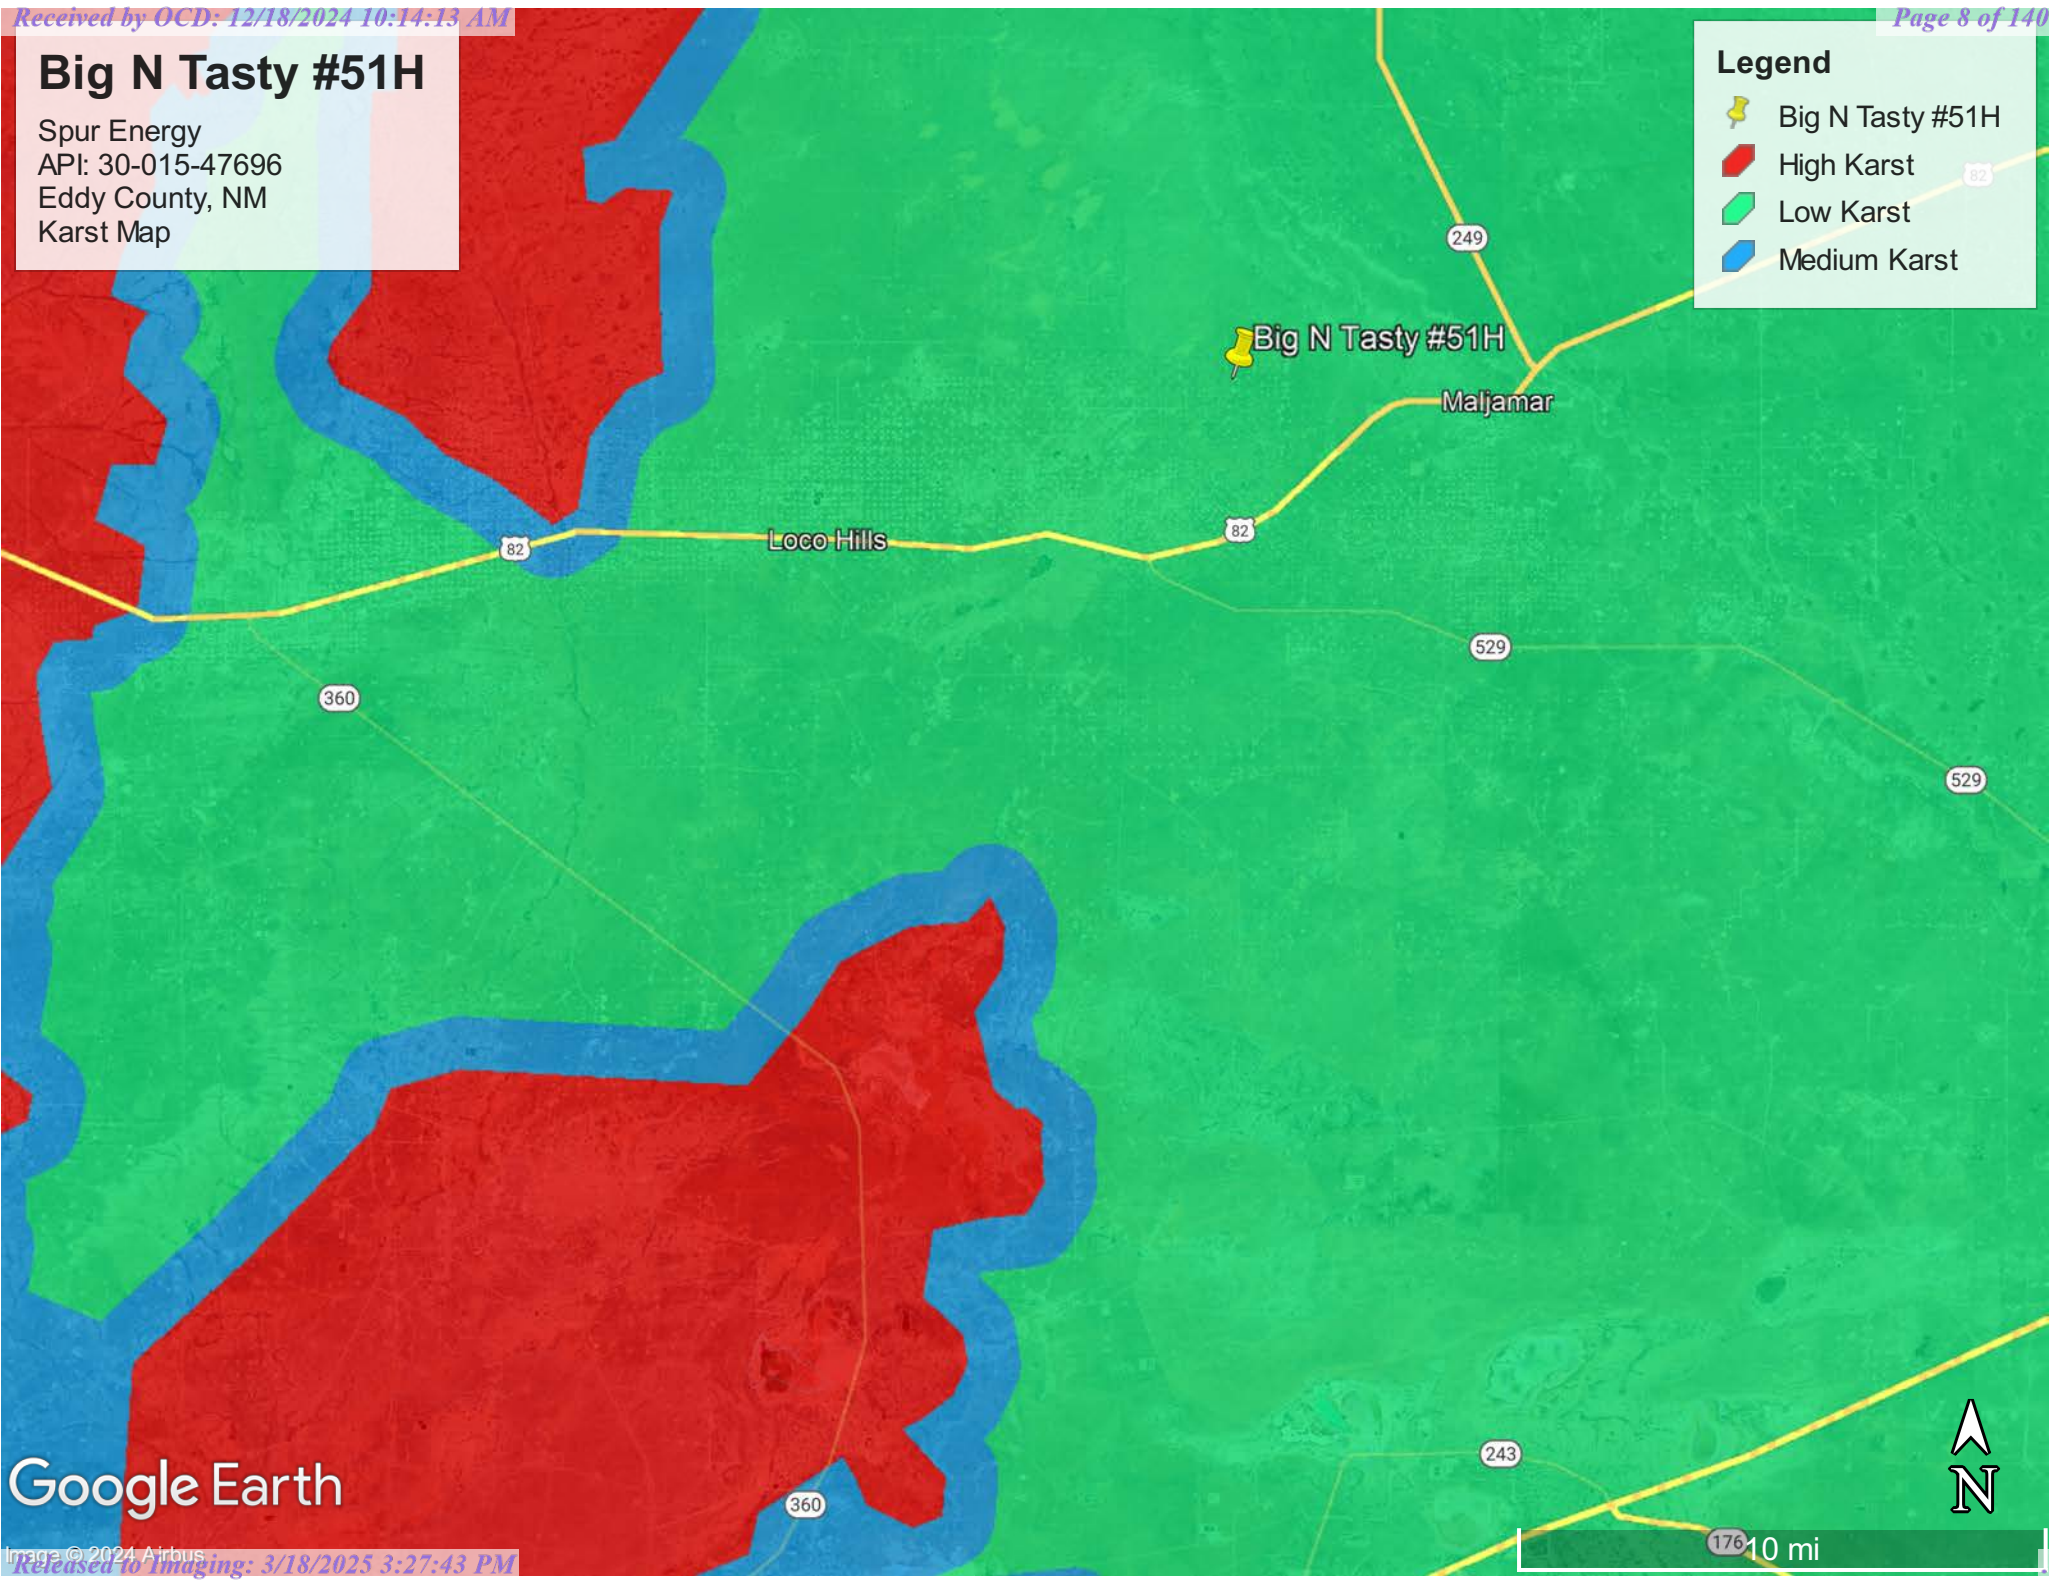 Received by OCD: 12/18/2024 10:14:13 AM
Page 8 of 140
Big N Tasty #51H
Spur Energy
API: 30-015-47696
Eddy County, NM
Karst Map
Legend
Big N Tasty #51H
High Karst
Low Karst
Medium Karst
82
249
Big N Tasty #51H
Maljamar
82
Loco Hills
82
529
360
529
243
360
176
10 mi
N
Google Earth
Image © 2024 Airbus
Released to Imaging: 3/18/2025 3:27:43 PM